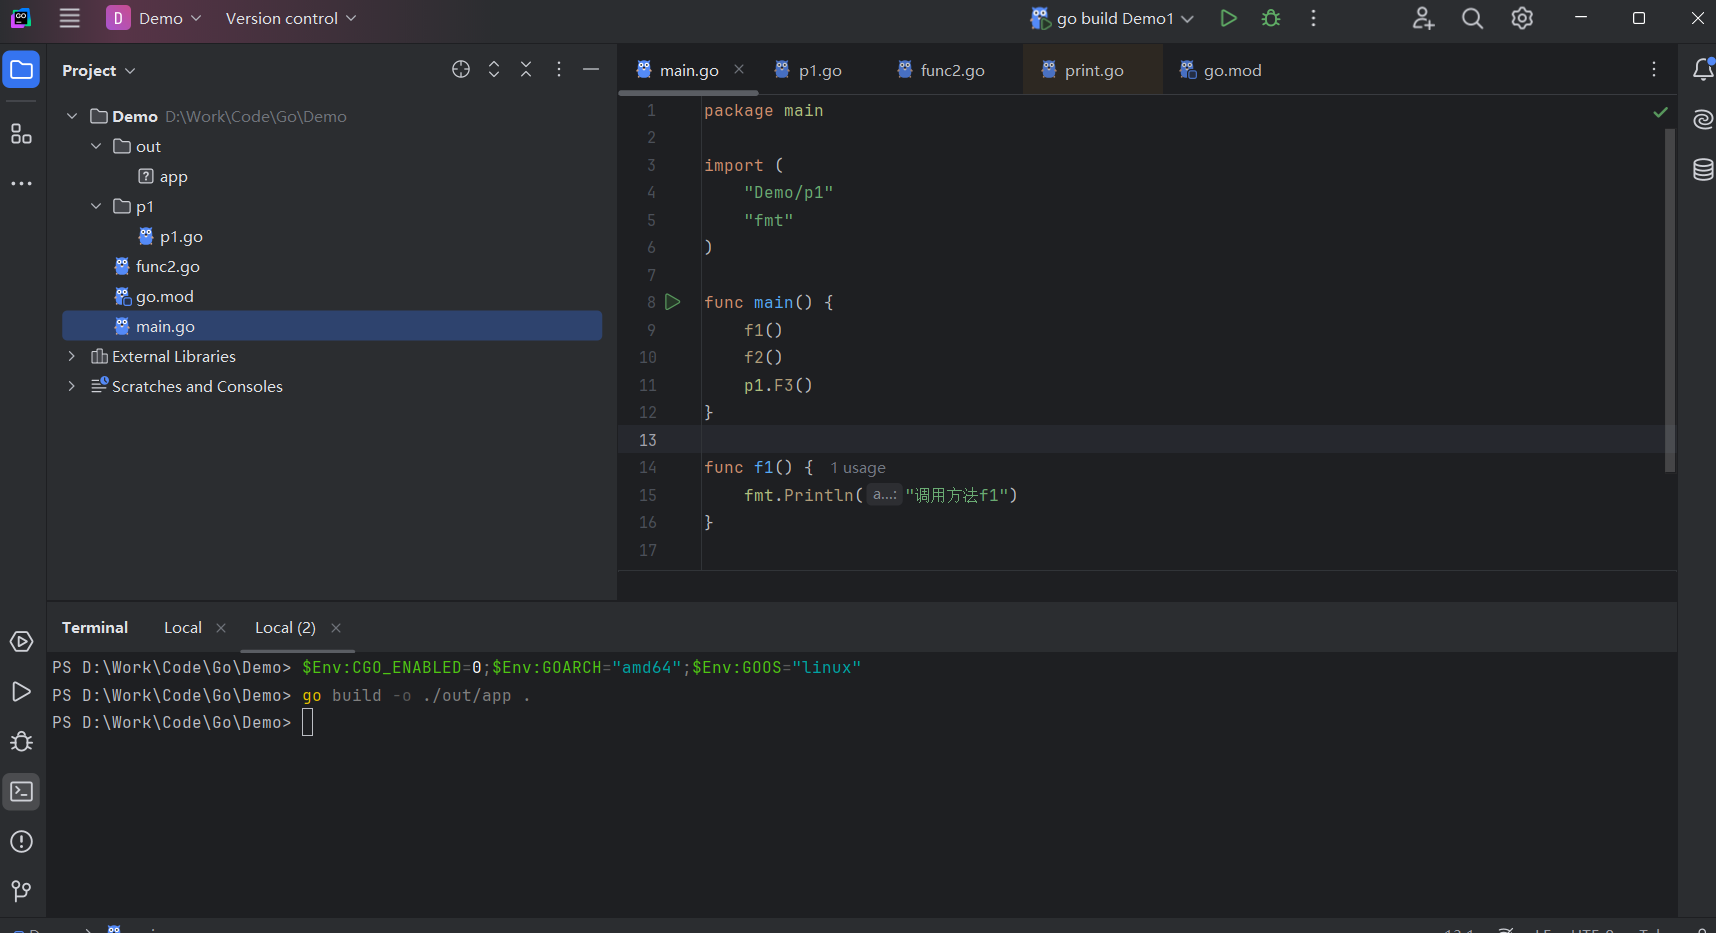 D Demo Version control go build Demo1
Project
Demo D:\Work\Code\Go\Demo
out
app
p1
p1.go
func2.go
go.mod
main.go
External Libraries
Scratches and Consoles
main.go p1.go func2.go print.go go.mod
1 package main
2
3 import (
4 "Demo/p1"
5 "fmt"
6 )
7
8 func main() {
9 f1()
10 f2()
11 p1.F3()
12 }
13
14 func f1() { 1 usage
15 fmt.Println( a...: "调用方法f1")
16 }
17
Terminal Local Local (2)
PS D:\Work\Code\Go\Demo> $Env:CGO_ENABLED=0;$Env:GOARCH="amd64";$Env:GOOS="linux"
PS D:\Work\Code\Go\Demo> go build -o ./out/app .
PS D:\Work\Code\Go\Demo>